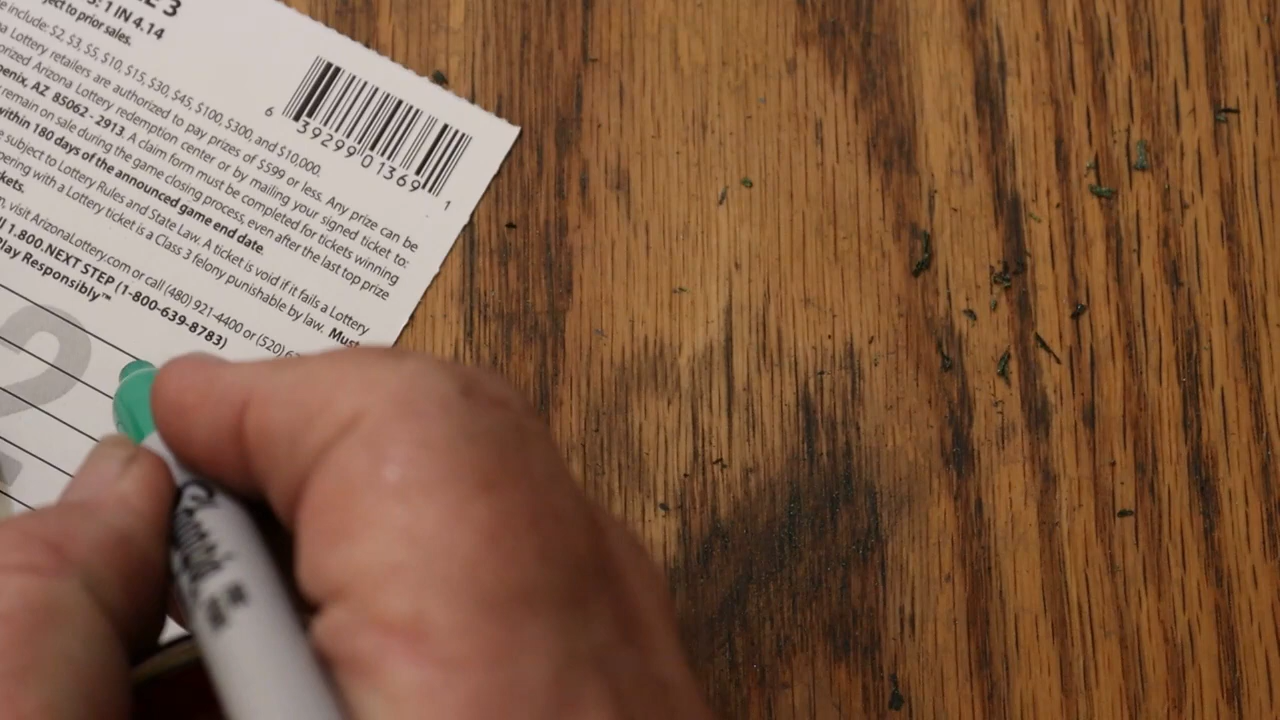 3
: 1 IN 4.14
ject to prior sales.
e include: $2, $3, $5, $10, $15, $30, $45, $100, $300, and $10,000.
a Lottery retailers are authorized to pay prizes of $599 or less. Any prize can be
orized Arizona Lottery redemption center or by mailing your signed ticket to:
enix, AZ 85062 - 2913. A claim form must be completed for tickets winning
remain on sale during the game closing process, even after the last top prize
within 180 days of the announced game end date.
e subject to Lottery Rules and State Law. A ticket is void if it fails a Lottery
pering with a Lottery ticket is a Class 3 felony punishable by law. Must
kets.
n, visit ArizonaLottery.com or call (480) 921-4400 or (520) 62
ll 1.800.NEXT STEP (1-800-639-8783)
Play Responsibly™
6 39299 01369 1
2
Sharpie